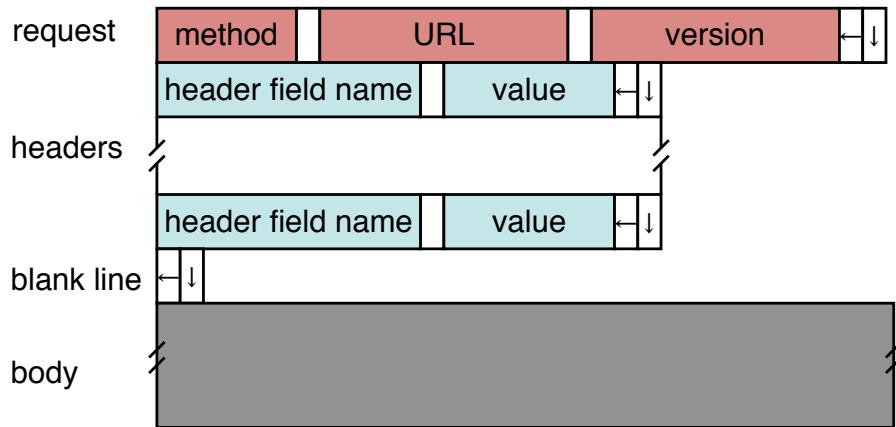 request method URL version ← ↓
header field name value ← ↓
headers
header field name value ← ↓
blank line ← ↓
body